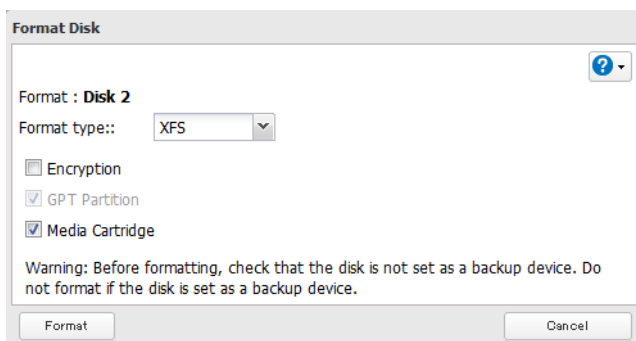 Format Disk
?
Format : Disk 2
Format type:: XFS
Encryption
GPT Partition
Media Cartridge
Warning: Before formatting, check that the disk is not set as a backup device. Do
not format if the disk is set as a backup device.
Format Cancel